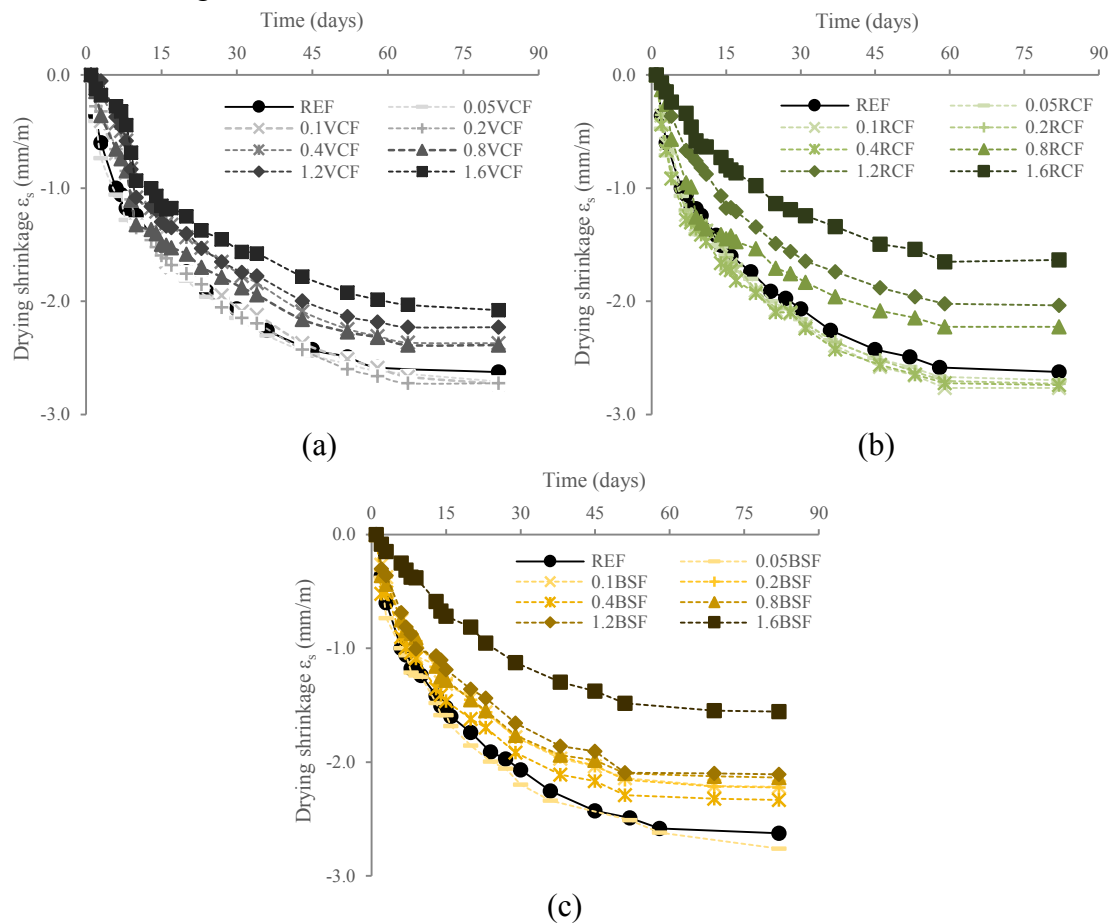 Time (days)
0 15 30 45 60 75 90
0.0
-1.0
-2.0
-3.0
Drying shrinkage εs (mm/m)
REF 0.05VCF
0.1VCF 0.2VCF
0.4VCF 0.8VCF
1.2VCF 1.6VCF
(a)
Time (days)
0 15 30 45 60 75 90
0.0
-1.0
-2.0
-3.0
Drying shrinkage εs (mm/m)
REF 0.05RCF
0.1RCF 0.2RCF
0.4RCF 0.8RCF
1.2RCF 1.6RCF
(b)
Time (days)
0 15 30 45 60 75 90
0.0
-1.0
-2.0
-3.0
Drying shrinkage εs (mm/m)
REF 0.05BSF
0.1BSF 0.2BSF
0.4BSF 0.8BSF
1.2BSF 1.6BSF
(c)